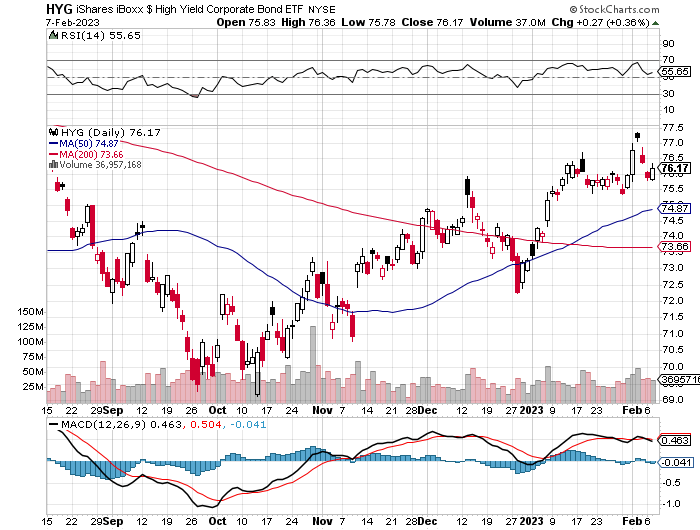 HYG iShares iBoxx $ High Yield Corporate Bond ETF NYSE © StockCharts.com
7-Feb-2023 Open 75.83 High 76.36 Low 75.78 Close 76.17 Volume 37.0M Chg +0.27 (+0.36%)
RSI(14) 55.65
90
70
55.65
50
30
10
HYG (Daily) 76.17
MA(50) 74.87
MA(200) 73.66
Volume 36,957,168
77.5
77.0
76.5
76.17
76.0
75.5
74.87
74.5
74.0
73.66
73.5
73.0
72.5
72.0
71.5
71.0
70.5
70.0
69.0
150M
125M
100M
75M
50M
25M
3695716
15 22 29 Sep 12 19 26 Oct 10 17 24 Nov 7 14 21 28 Dec 12 19 27 2023 9 17 23 Feb 6
MACD(12,26,9) 0.463, 0.504, -0.041
0.463
-0.041
-0.5
-1.0
15 22 29 Sep 12 19 26 Oct 10 17 24 Nov 7 14 21 28 Dec 12 19 27 2023 9 17 23 Feb 6